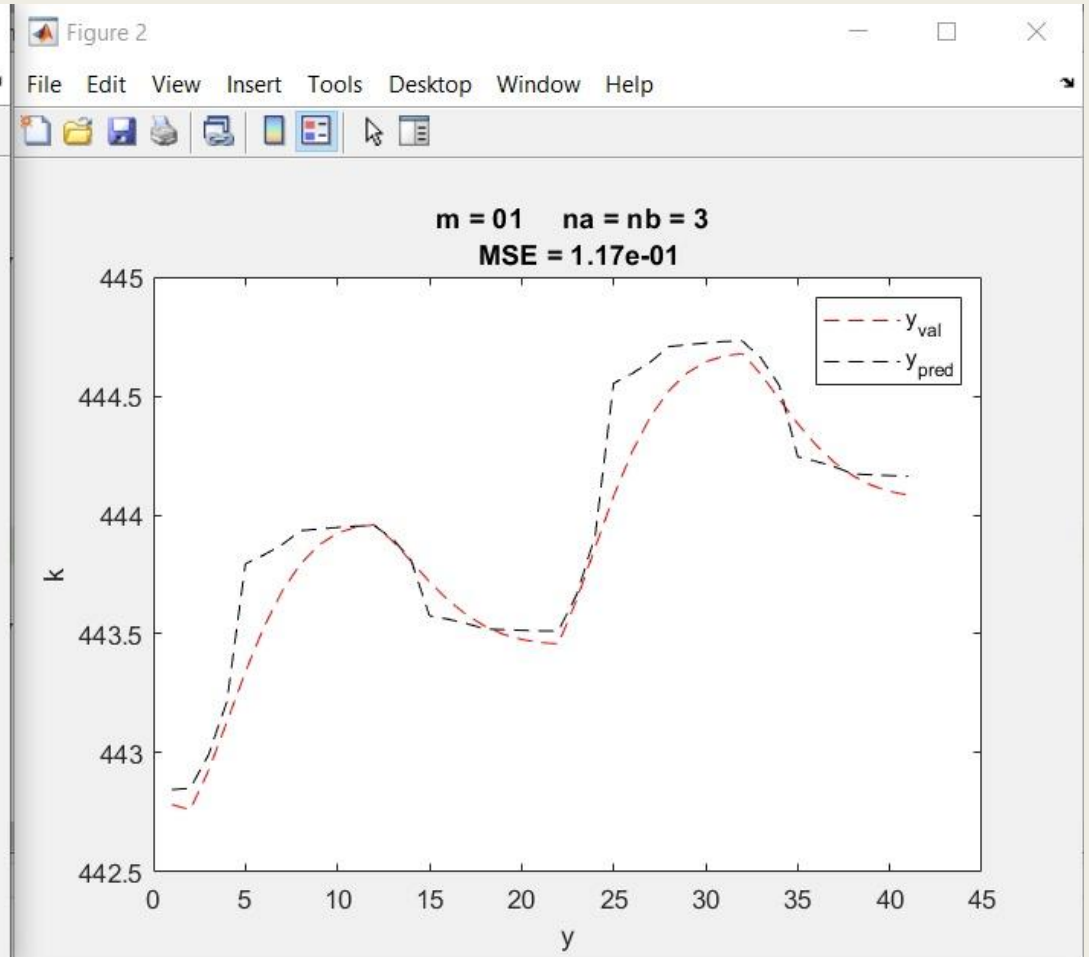 Figure 2
File Edit View Insert Tools Desktop Window Help
m = 01 na = nb = 3
MSE = 1.17e-01
445
444.5
444
443.5
443
442.5
k
0 5 10 15 20 25 30 35 40 45
y
y_val
y_pred